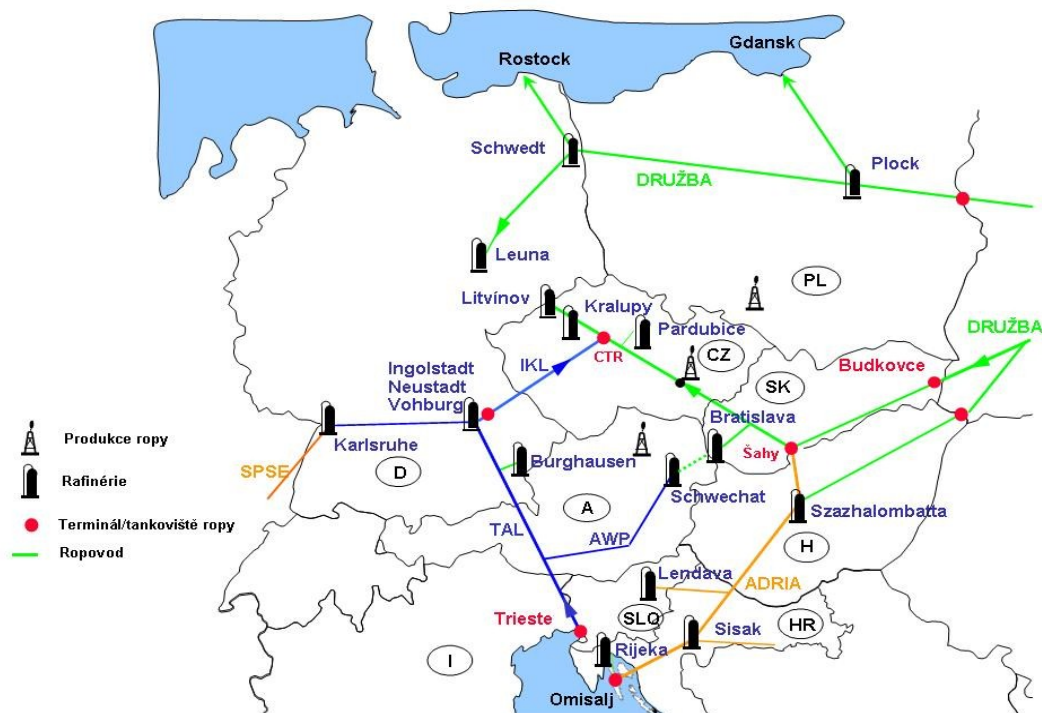 Gdansk
Rostock
Schwedt
Plock
DRUŽBA
Leuna
PL
Litvínov
Kralupy
Pardubice
DRUŽBA
CTR
CZ
IKL
Budkovce
SK
Ingolstadt
Neustadt
Vohburg
Bratislava
Karlsruhe
Šahy
Burghausen
SPSE
D
Schwechat
A
Szazhalombatta
TAL
AWP
H
Lendava
ADRIA
Trieste
SLO
Sisak
HR
Rijeka
I
Omisalj
Produkce ropy
Rafinérie
Terminál/tankoviště ropy
Ropovod